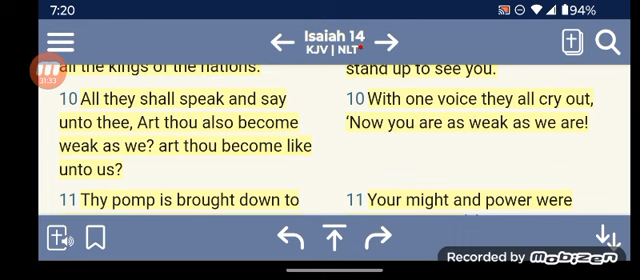 7:20
94%
Isaiah 14
KJV | NLT
01:33
all the kings of the nations.
10 All they shall speak and say
unto thee, Art thou also become
weak as we? art thou become like
unto us?
11 Thy pomp is brought down to
stand up to see you.
10 With one voice they all cry out,
‘Now you are as weak as we are!
11 Your might and power were
Recorded by Mobizen